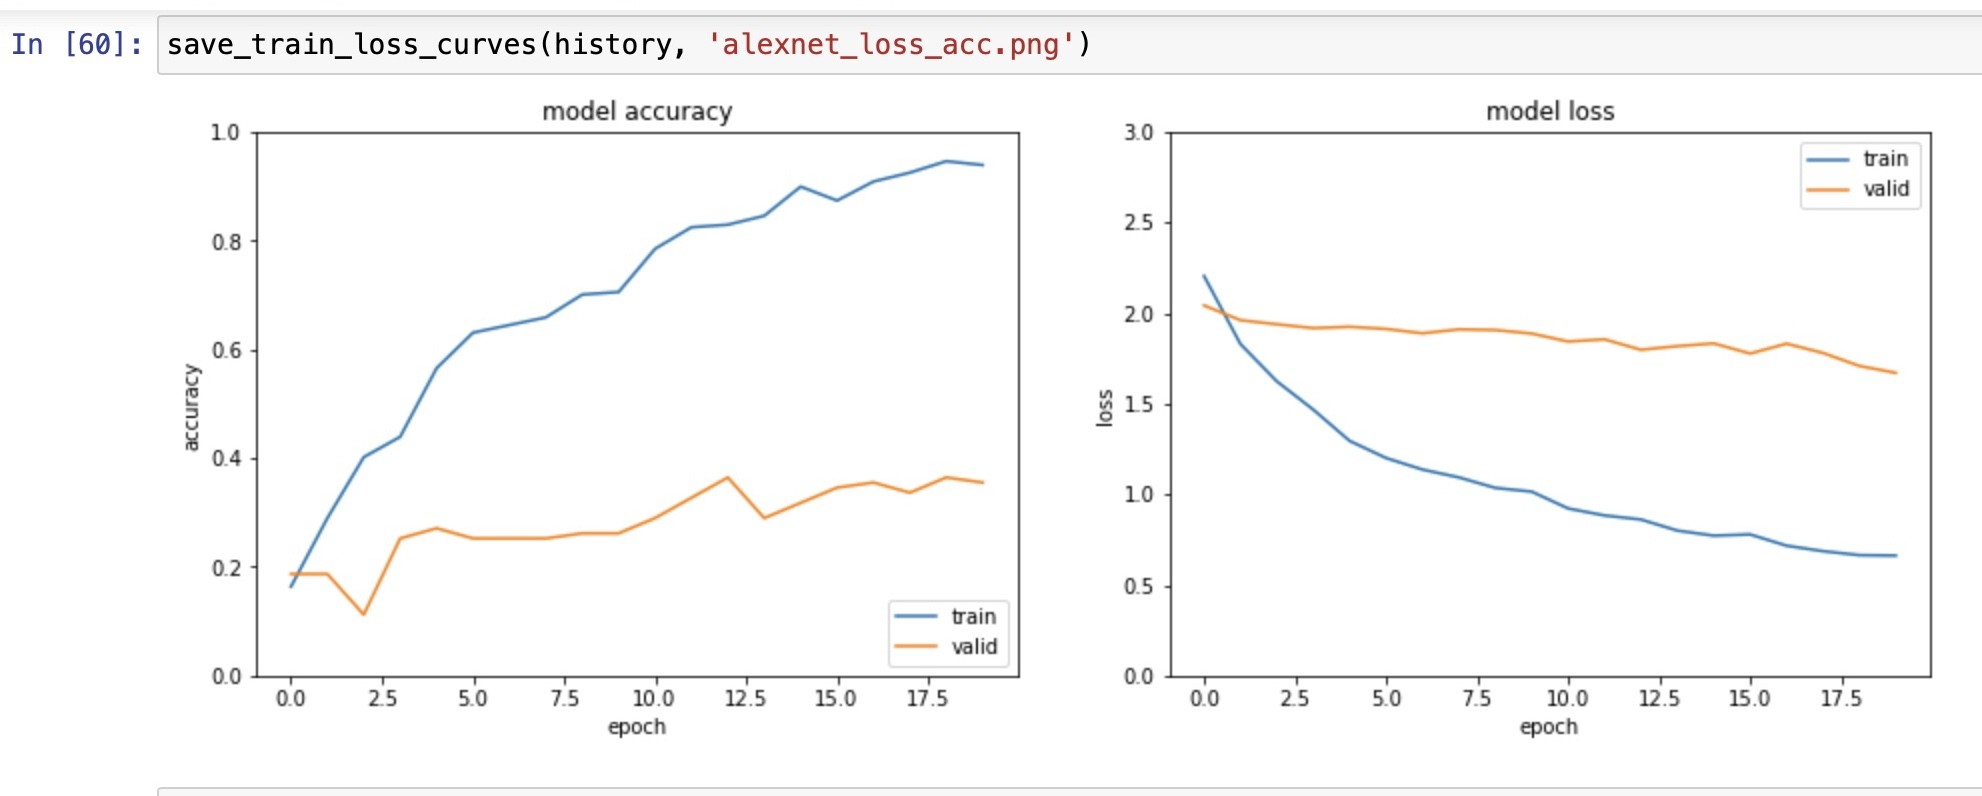 In [60]: save_train_loss_curves(history, 'alexnet_loss_acc.png')
model accuracy
1.0
0.8
0.6
0.4
0.2
0.0
accuracy
train
valid
0.0 2.5 5.0 7.5 10.0 12.5 15.0 17.5
epoch
model loss
3.0
2.5
2.0
1.5
1.0
0.5
0.0
loss
train
valid
0.0 2.5 5.0 7.5 10.0 12.5 15.0 17.5
epoch